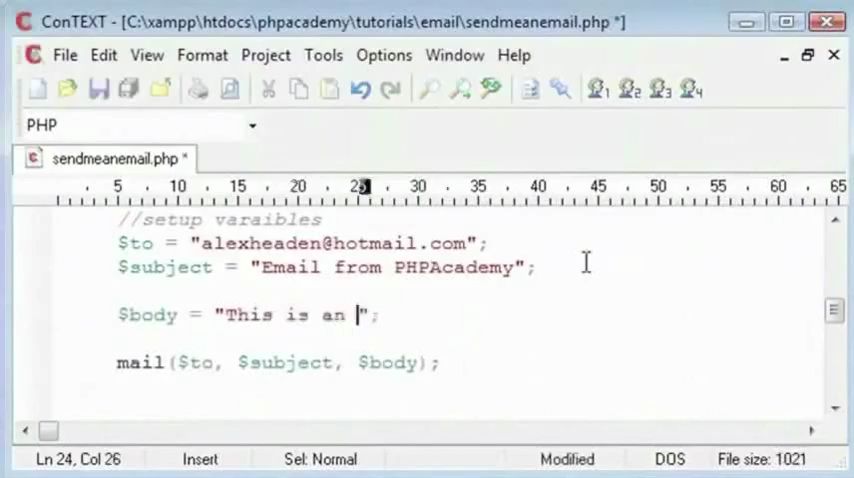 ConTEXT - [C:\xampp\htdocs\phpacademy\tutorials\email\sendmeanemail.php *]
File Edit View Format Project Tools Options Window Help
PHP
sendmeanemail.php *
5 10 15 20 25 30 35 40 45 50 55 60 65
//setup varaibles
$to = "alexheaden@hotmail.com";
$subject = "Email from PHPAcademy";
$body = "This is an ";
mail($to, $subject, $body);
Ln 24, Col 26 Insert Sel: Normal Modified DOS File size: 1021